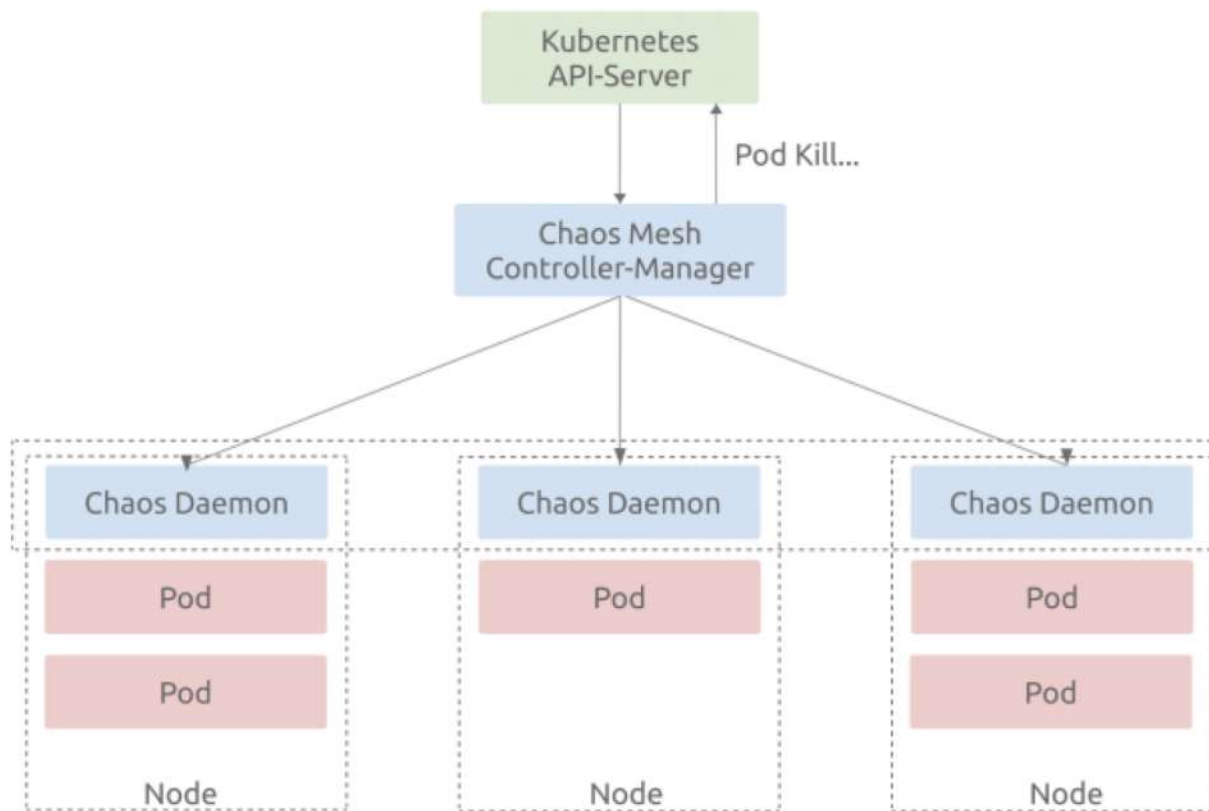 Kubernetes
API-Server
Pod Kill...
Chaos Mesh
Controller-Manager
Chaos Daemon
Chaos Daemon
Chaos Daemon
Pod
Pod
Pod
Pod
Pod
Node
Node
Node